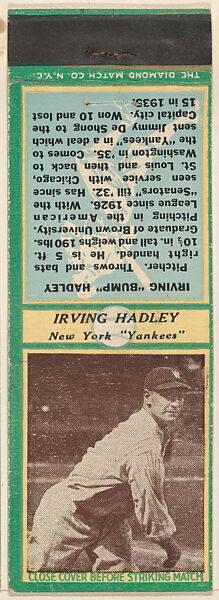 THE DIAMOND MATCH CO. N.Y.C.
IRVING "BUMP" HADLEY
Pitcher. Throws and bats
right handed. He is 5 ft
10½ in. tall and weighs 190 lbs.
Graduate of Brown University.
Pitching in the American
League since 1926. With the
"Senators" till '32. Has since
seen service with Chicago,
St. Louis and back to
Washington in '35. Comes to
the "Yankees" in a deal which
sent Jimmy De Shong to the
Capital city. Won 10 and lost
15 in 1935.
IRVING HADLEY
New York "Yankees"
CLOSE COVER BEFORE STRIKING MATCH